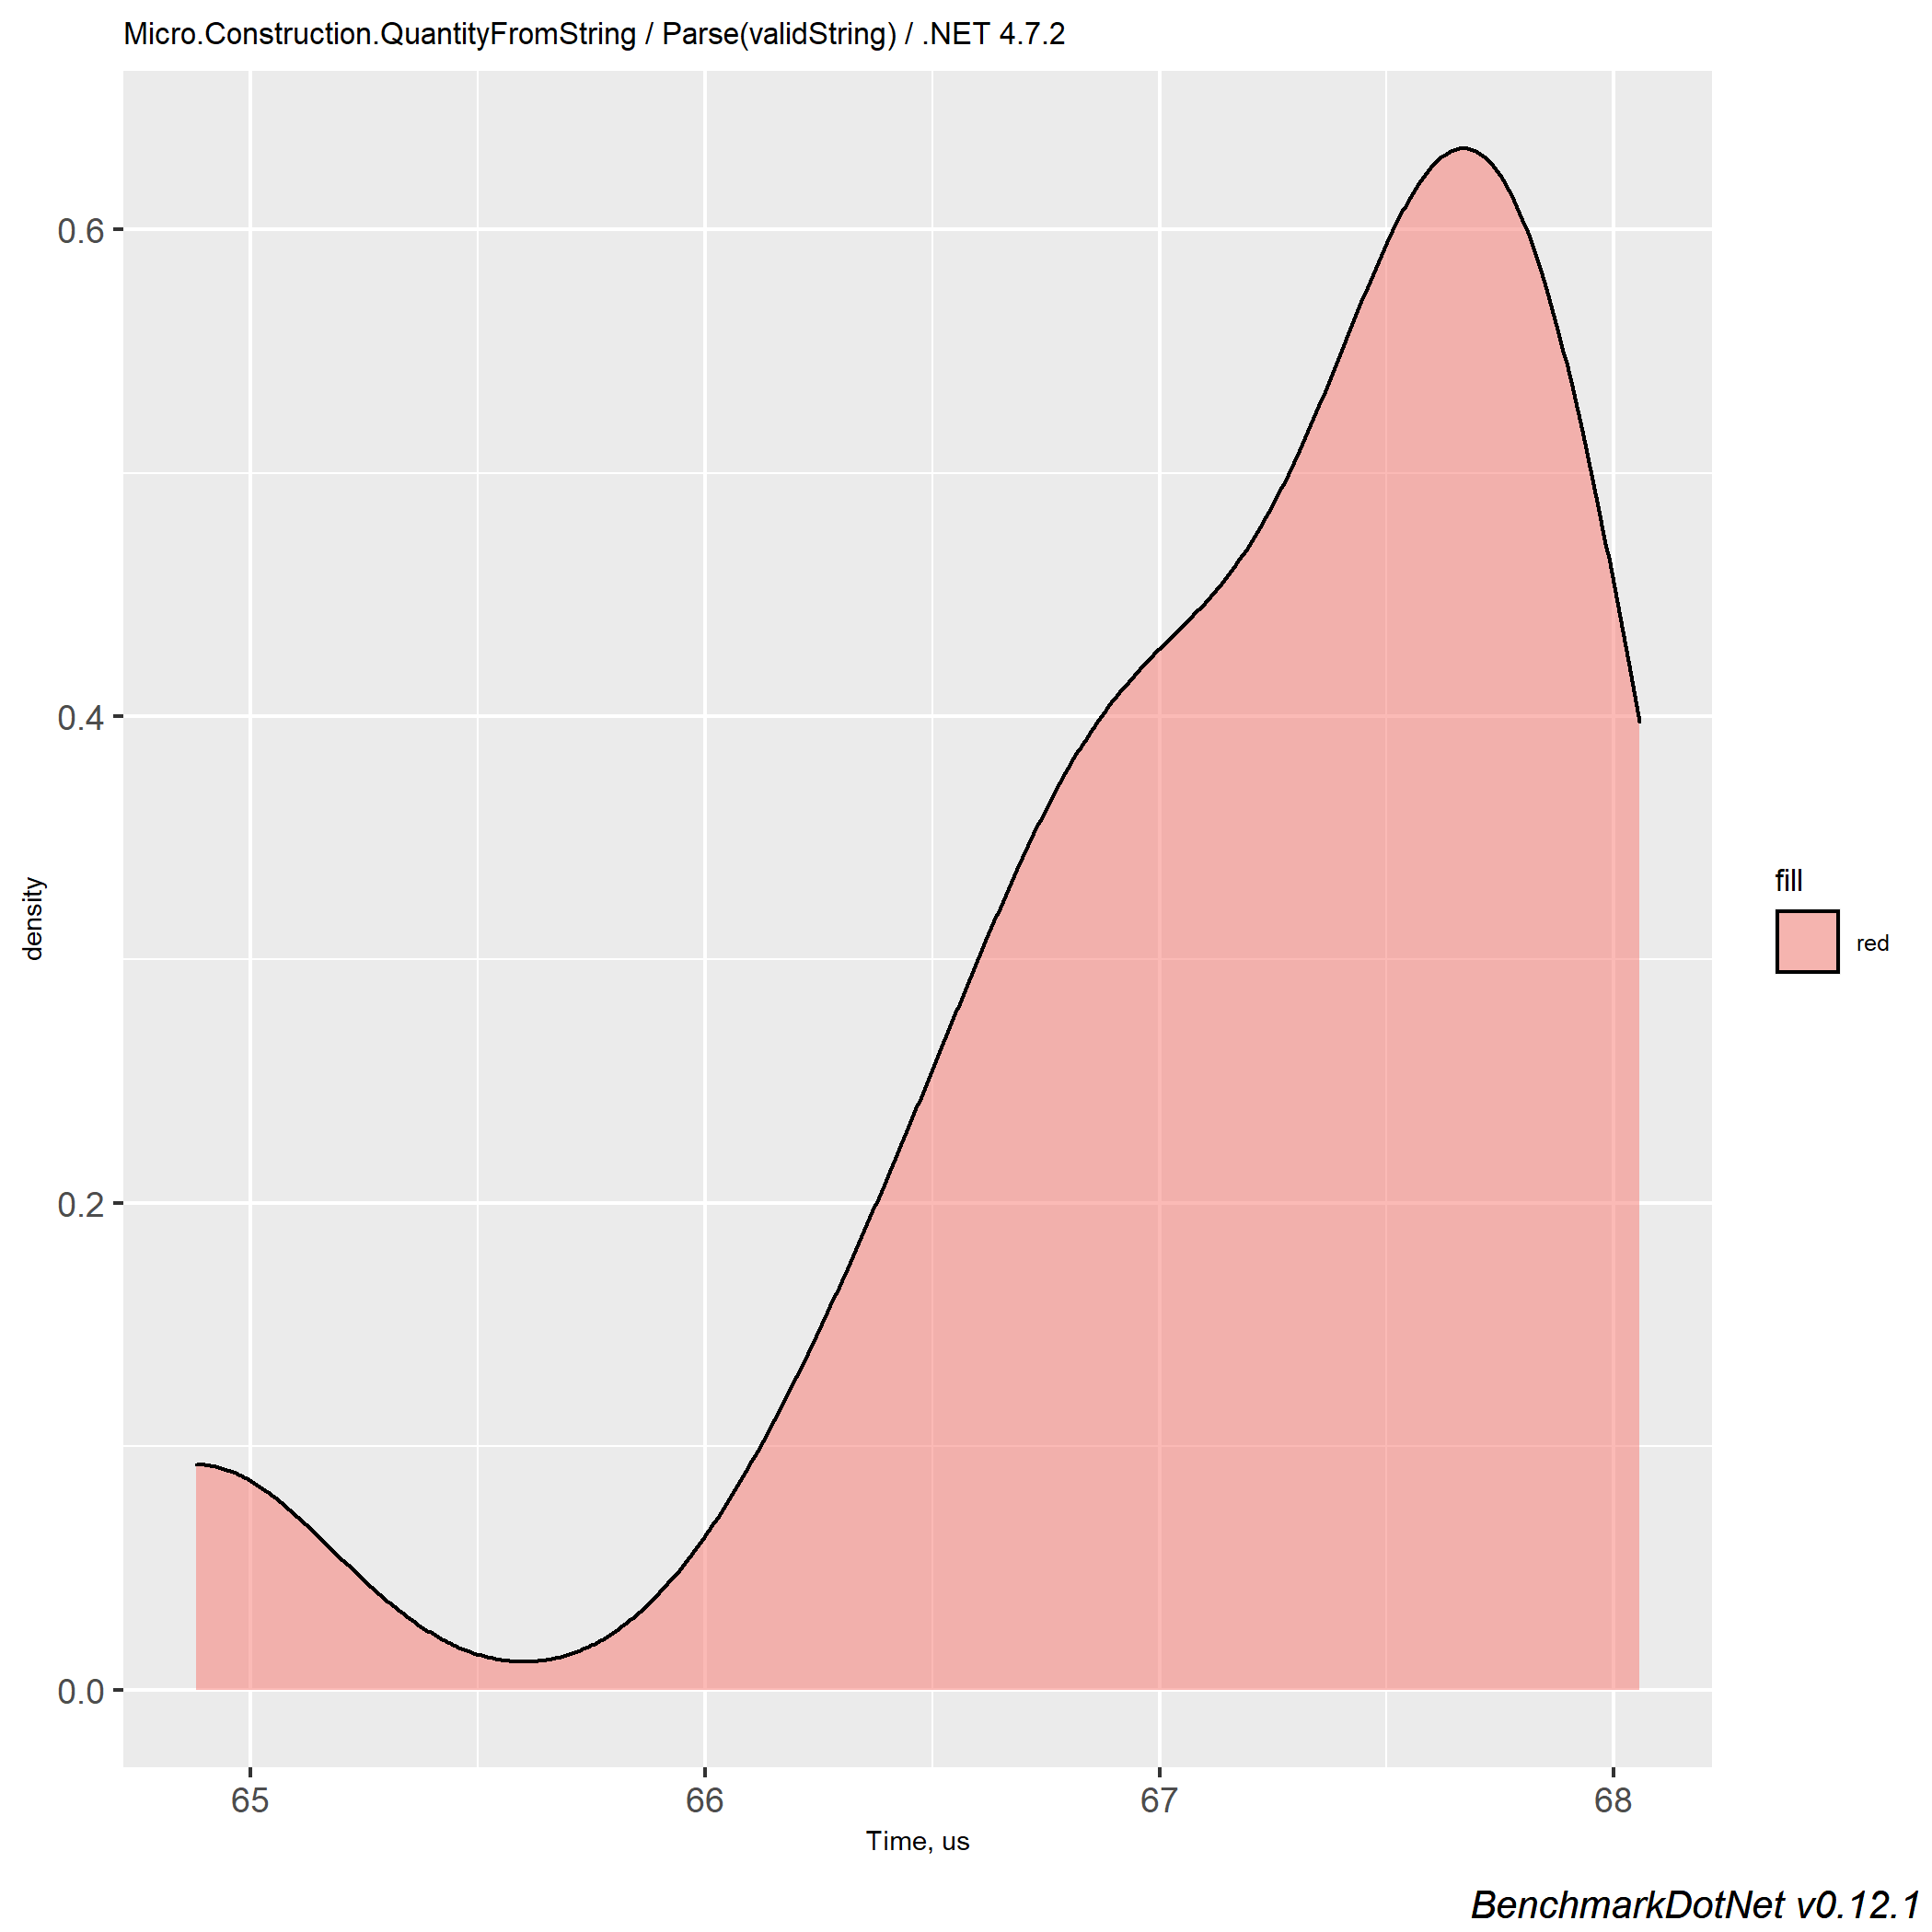 Micro.Construction.QuantityFromString / Parse(validString) / .NET 4.7.2
0.6
0.4
0.2
0.0
density
65 66 67 68
Time, us
fill
red
BenchmarkDotNet v0.12.1